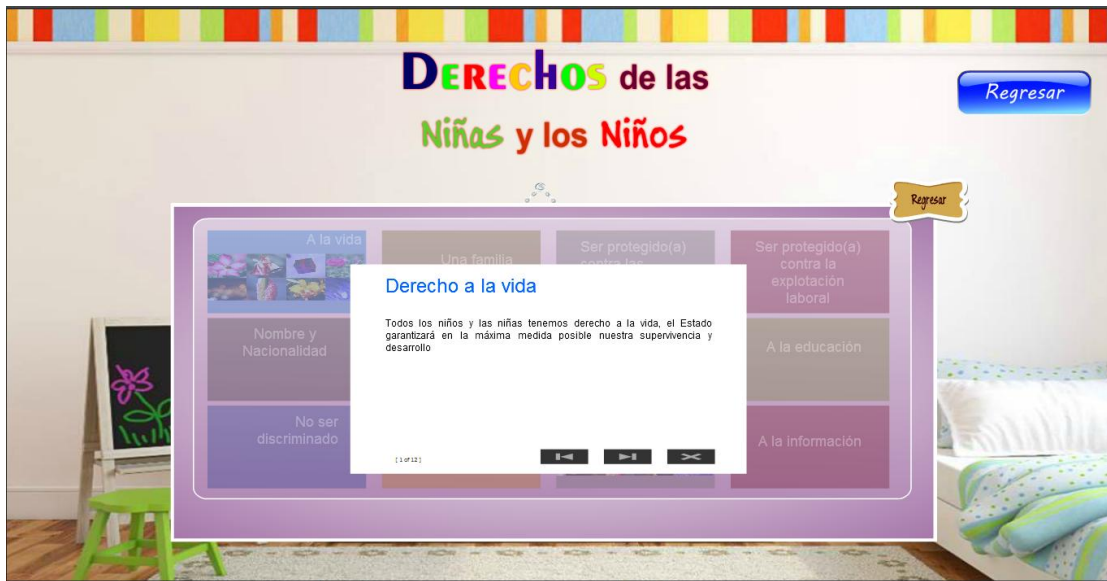 DERECHOS de las
Niñas y los Niños
Regresar
Regresar
A la vida
Una familia
Ser protegido(a)
contra las
Ser protegido(a)
contra la
explotación
laboral
Derecho a la vida
Todos los niños y las niñas tenemos derecho a la vida, el Estado
garantizará en la máxima medida posible nuestra supervivencia y
desarrollo
Nombre y
Nacionalidad
A la educación
No ser
discriminado
A la información
[ 1 of 12 ]